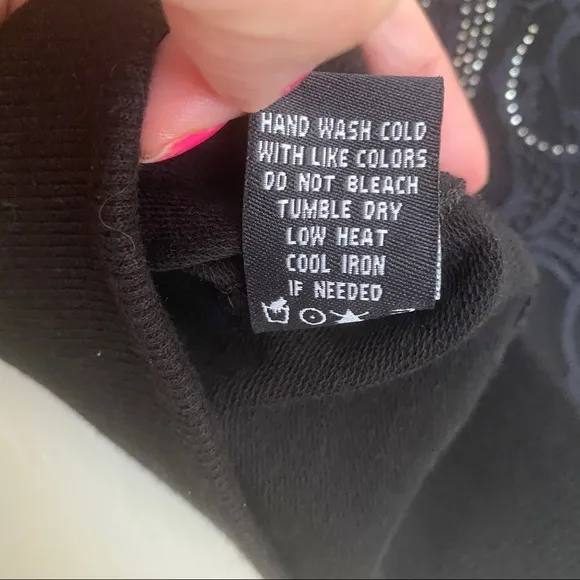 HAND WASH COLD
WITH LIKE COLORS
DO NOT BLEACH
TUMBLE DRY
LOW HEAT
COOL IRON
IF NEEDED